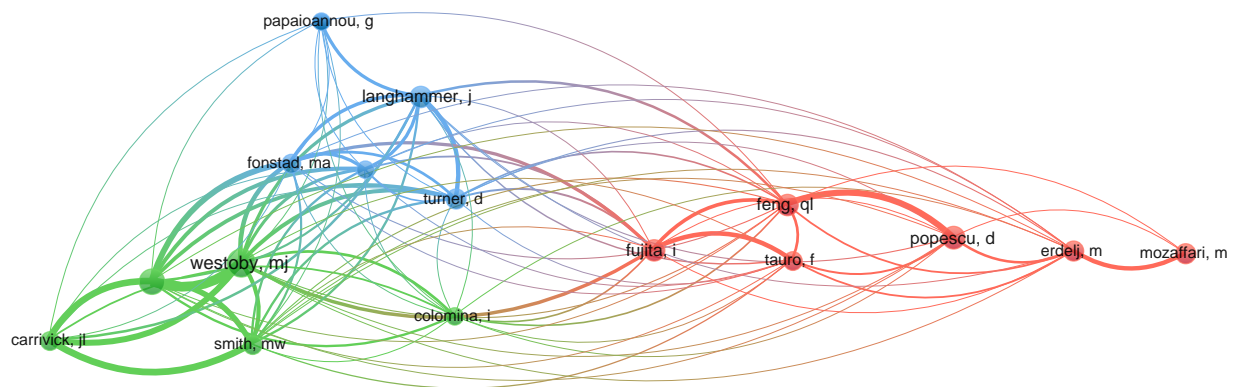 papaioannou, g
langhammer, j
fonstad, ma
turner, d
feng, ql
popescu, d
fujita, i
erdelj, m
mozaffari, m
tauro, f
westoby, mj
colomina, i
carrivick, jl
smith, mw